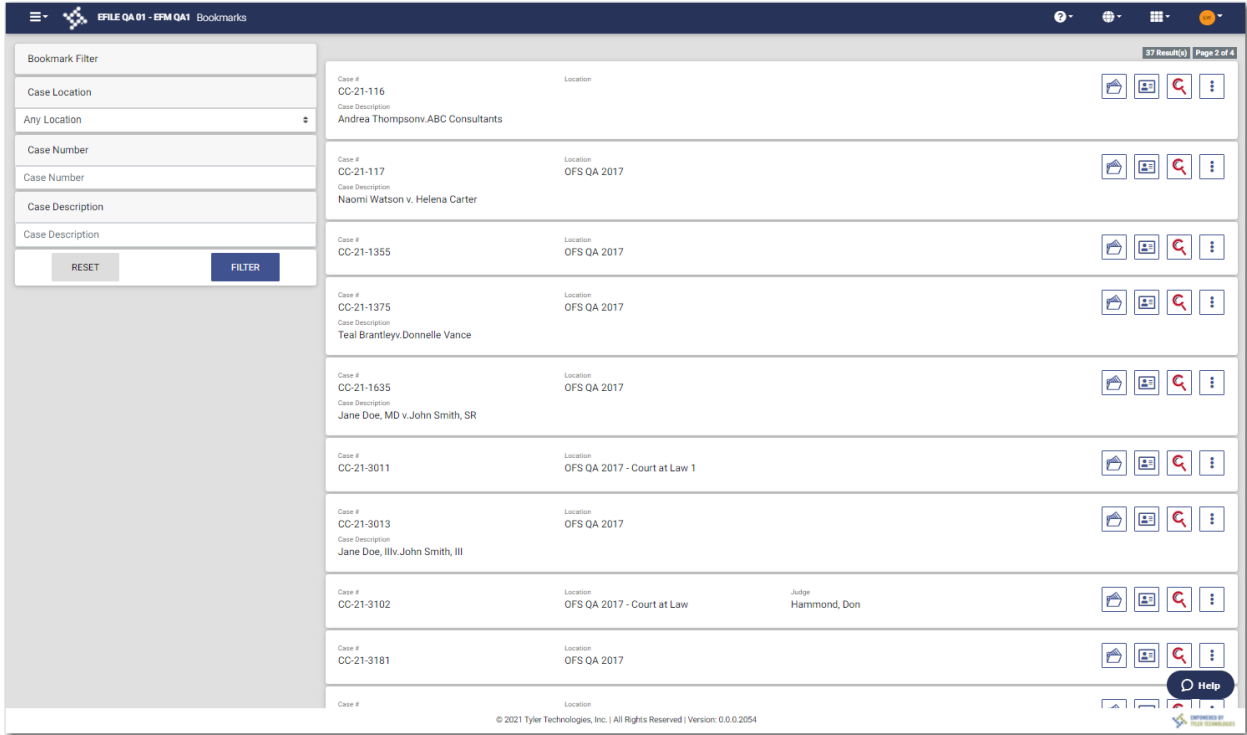 EFILE QA 01 - EFM QA1 Bookmarks
EW
Bookmark Filter
Case Location
Any Location
Case Number
Case Number
Case Description
Case Description
RESET FILTER
37 Result(s) Page 2 of 4
Case # Location
CC-21-116
Case Description
Andrea Thompsonv.ABC Consultants
Case # Location
CC-21-117 OFS QA 2017
Case Description
Naomi Watson v. Helena Carter
Case # Location
CC-21-1355 OFS QA 2017
Case # Location
CC-21-1375 OFS QA 2017
Case Description
Teal Brantleyv.Donnelle Vance
Case # Location
CC-21-1635 OFS QA 2017
Case Description
Jane Doe, MD v.John Smith, SR
Case # Location
CC-21-3011 OFS QA 2017 - Court at Law 1
Case # Location
CC-21-3013 OFS QA 2017
Case Description
Jane Doe, IIIv.John Smith, III
Case # Location Judge
CC-21-3102 OFS QA 2017 - Court at Law Hammond, Don
Case # Location
CC-21-3181 OFS QA 2017
Case # Location
Help
© 2021 Tyler Technologies, Inc. | All Rights Reserved | Version: 0.0.0.2054
EMPOWERED BY
TYLER TECHNOLOGIES